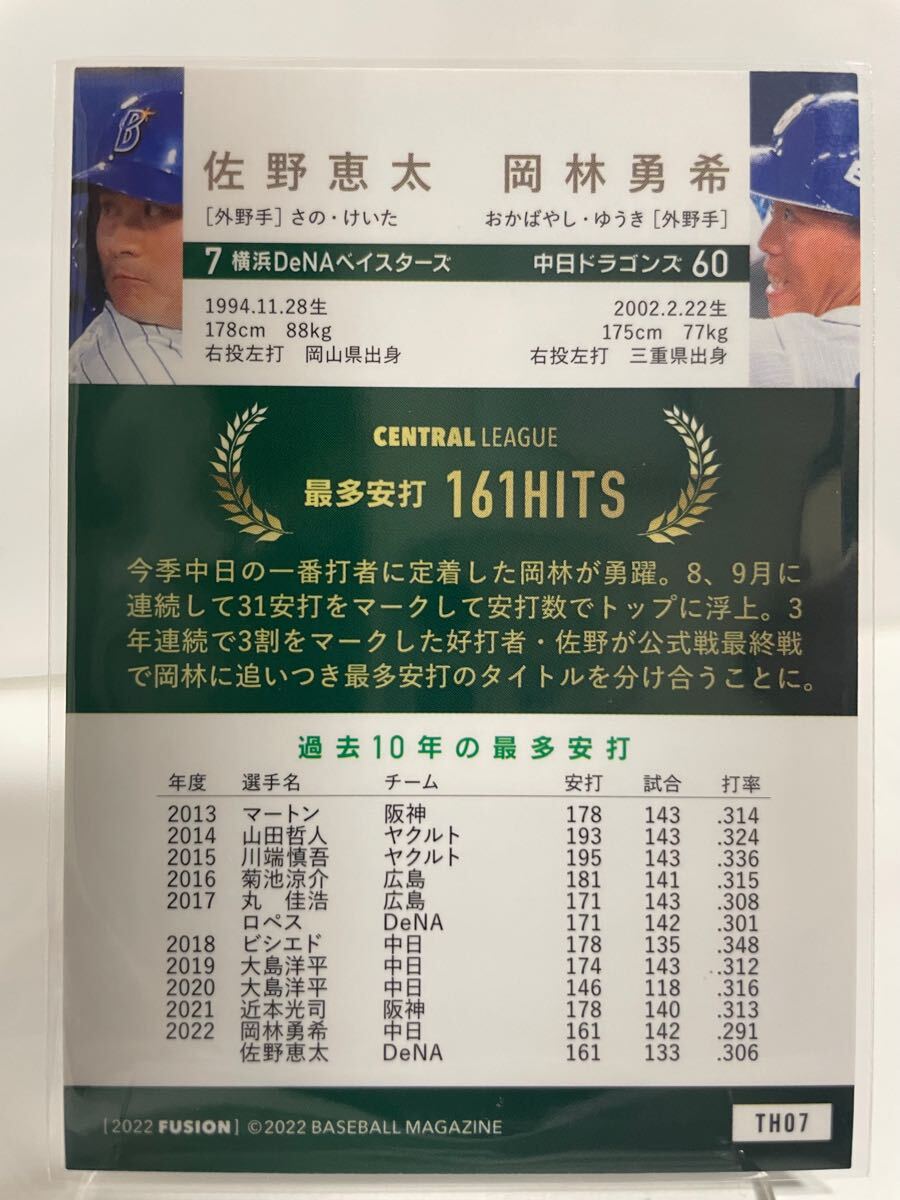 B
佐野恵太 岡林勇希
[外野手] さの・けいた おかばやし・ゆうき [外野手]
7 横浜DeNAベイスターズ 中日ドラゴンズ 60
1994.11.28生 2002.2.22生
178cm 88kg 175cm 77kg
右投左打 岡山県出身 右投左打 三重県出身
CENTRAL LEAGUE
最多安打 161HITS
今季中日の一番打者に定着した岡林が勇躍。8、9月に
連続して31安打をマークして安打数でトップに浮上。3
年連続で3割をマークした好打者・佐野が公式戦最終戦
で岡林に追いつき最多安打のタイトルを分け合うことに。
過去10年の最多安打
年度 選手名 チーム 安打 試合 打率
2013 マートン 阪神 178 143 .314
2014 山田哲人 ヤクルト 193 143 .324
2015 川端慎吾 ヤクルト 195 143 .336
2016 菊池涼介 広島 181 141 .315
2017 丸 佳浩 広島 171 143 .308
ロペス DeNA 171 142 .301
2018 ビシエド 中日 178 135 .348
2019 大島洋平 中日 174 143 .312
2020 大島洋平 中日 146 118 .316
2021 近本光司 阪神 178 140 .313
2022 岡林勇希 中日 161 142 .291
佐野恵太 DeNA 161 133 .306
[2022 FUSION] ©2022 BASEBALL MAGAZINE
TH07